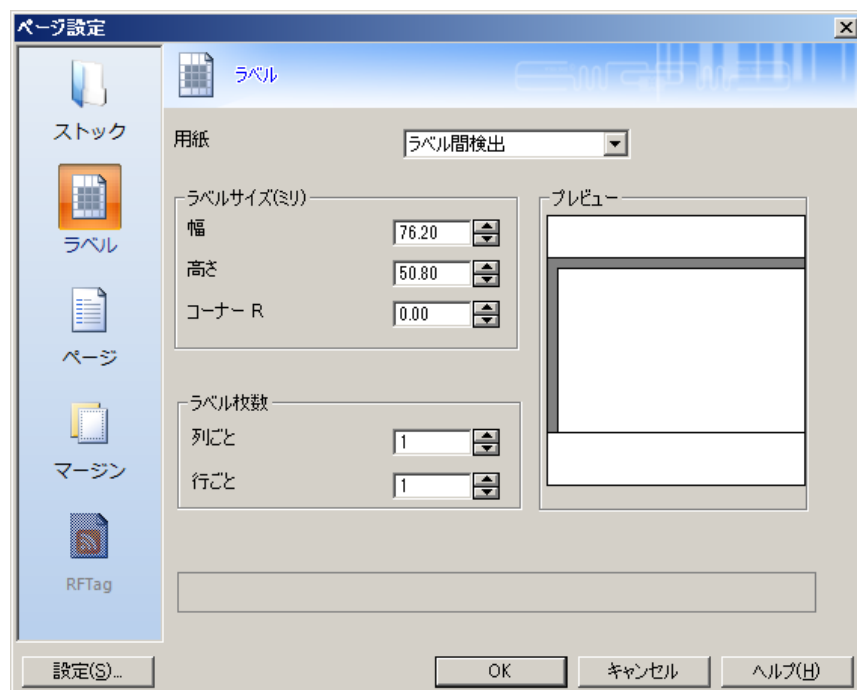 ページ設定
ストック
ラベル
ページ
マージン
RFTag
ラベル
用紙
ラベル間検出
ラベルサイズ(ミリ)
幅
76.20
高さ
50.80
コーナー R
0.00
プレビュー
ラベル枚数
列ごと
1
行ごと
1
設定(S)...
OK
キャンセル
ヘルプ(H)